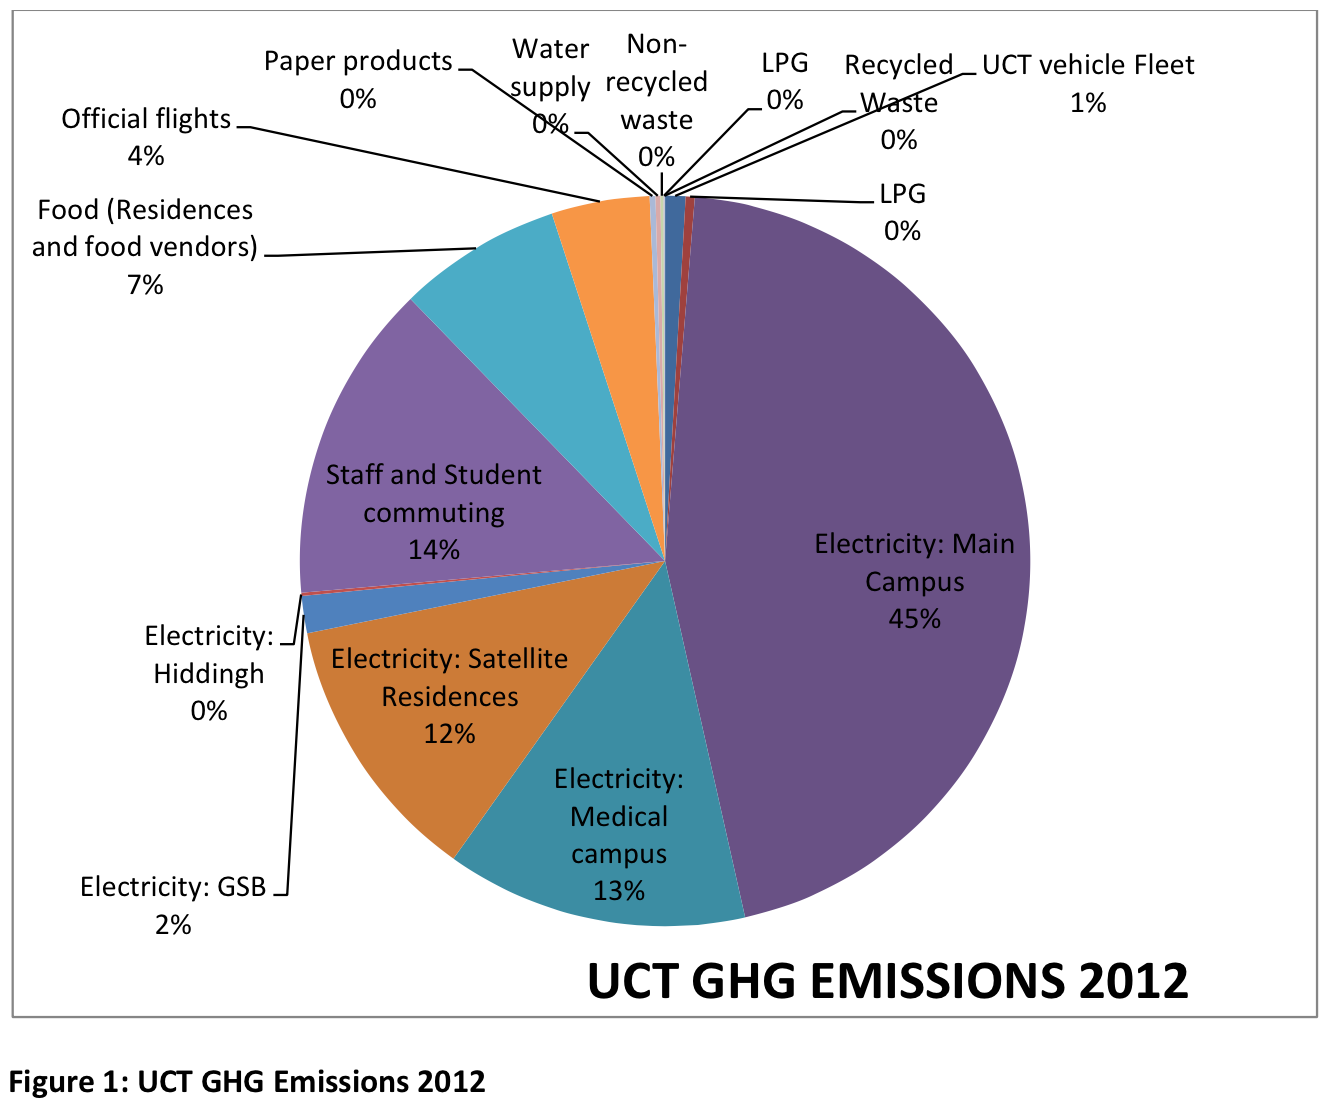 Paper products
0%
Water
supply
0%
Non-
recycled
waste
0%
LPG
0%
Recycled
Waste
0%
UCT vehicle Fleet
1%
Official flights
4%
LPG
0%
Food (Residences
and food vendors)
7%
Staff and Student
commuting
14%
Electricity: Main
Campus
45%
Electricity:
Hiddingh
0%
Electricity: Satellite
Residences
12%
Electricity:
Medical
campus
13%
Electricity: GSB
2%
UCT GHG EMISSIONS 2012
Figure 1: UCT GHG Emissions 2012